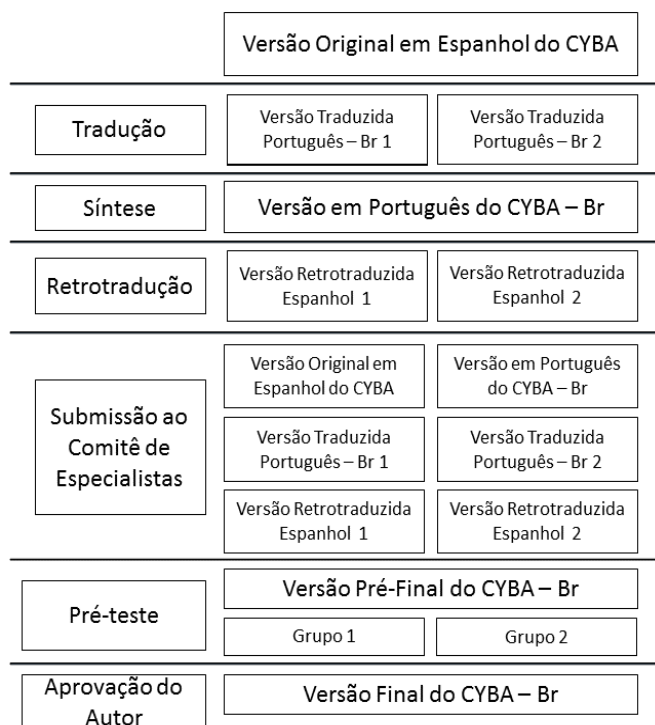 Versão Original em Espanhol do CYBA
Tradução
Versão Traduzida
Português – Br 1
Versão Traduzida
Português – Br 2
Síntese
Versão em Português do CYBA – Br
Retrotradução
Versão Retrotraduzida
Espanhol 1
Versão Retrotraduzida
Espanhol 2
Submissão ao
Comitê de
Especialistas
Versão Original em
Espanhol do CYBA
Versão em Português
do CYBA – Br
Versão Traduzida
Português – Br 1
Versão Traduzida
Português – Br 2
Versão Retrotraduzida
Espanhol 1
Versão Retrotraduzida
Espanhol 2
Pré-teste
Versão Pré-Final do CYBA – Br
Grupo 1
Grupo 2
Aprovação do
Autor
Versão Final do CYBA – Br